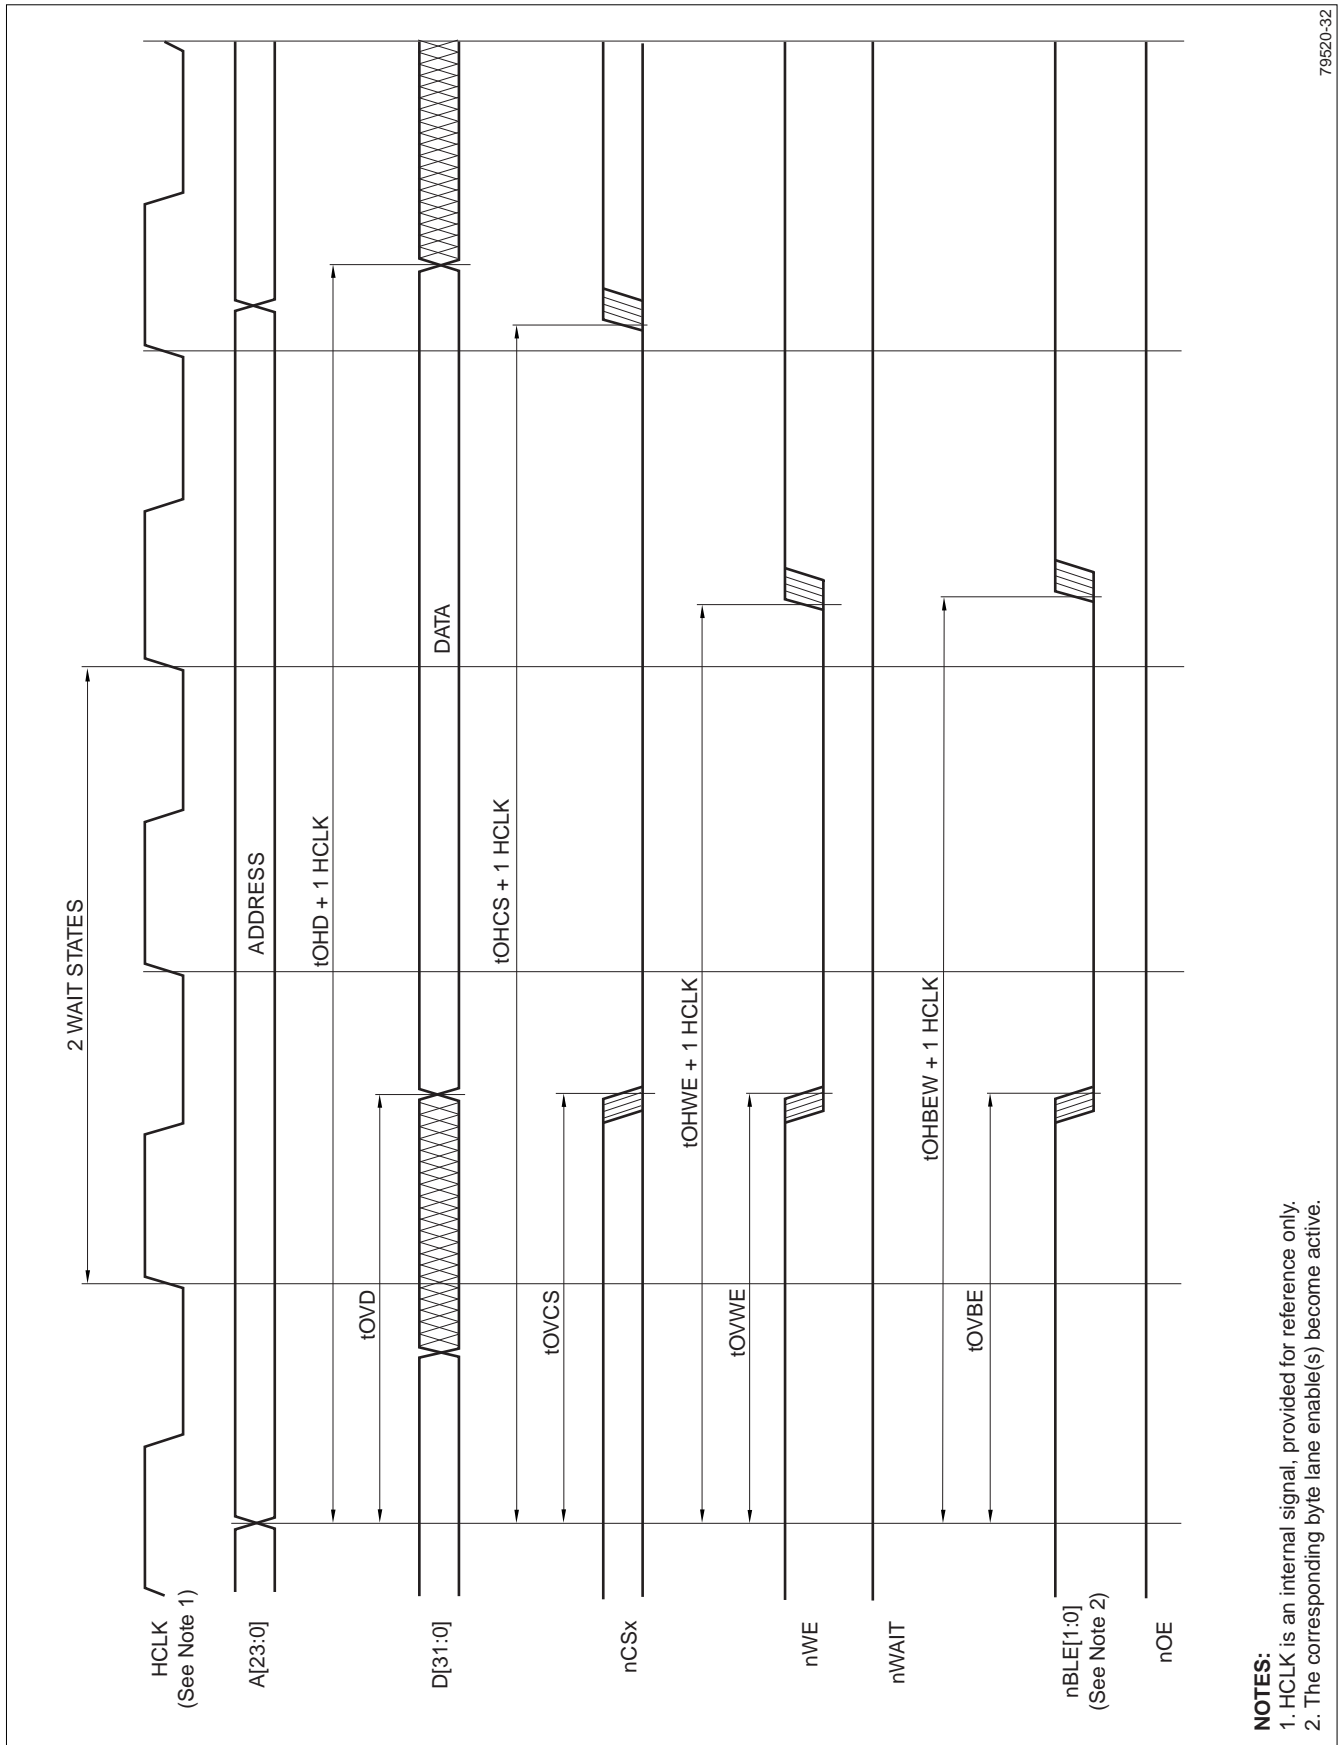 2 WAIT STATES
HCLK
(See Note 1)
A[23:0]
ADDRESS
tOHD + 1 HCLK
tOVD
D[31:0]
DATA
tOHCS + 1 HCLK
tOVCS
nCSx
tOHWE + 1 HCLK
tOVWE
nWE
nWAIT
tOHBEW + 1 HCLK
tOVBE
nBLE[1:0]
(See Note 2)
nOE
NOTES:
1. HCLK is an internal signal, provided for reference only.
2. The corresponding byte lane enable(s) become active.
79520-32